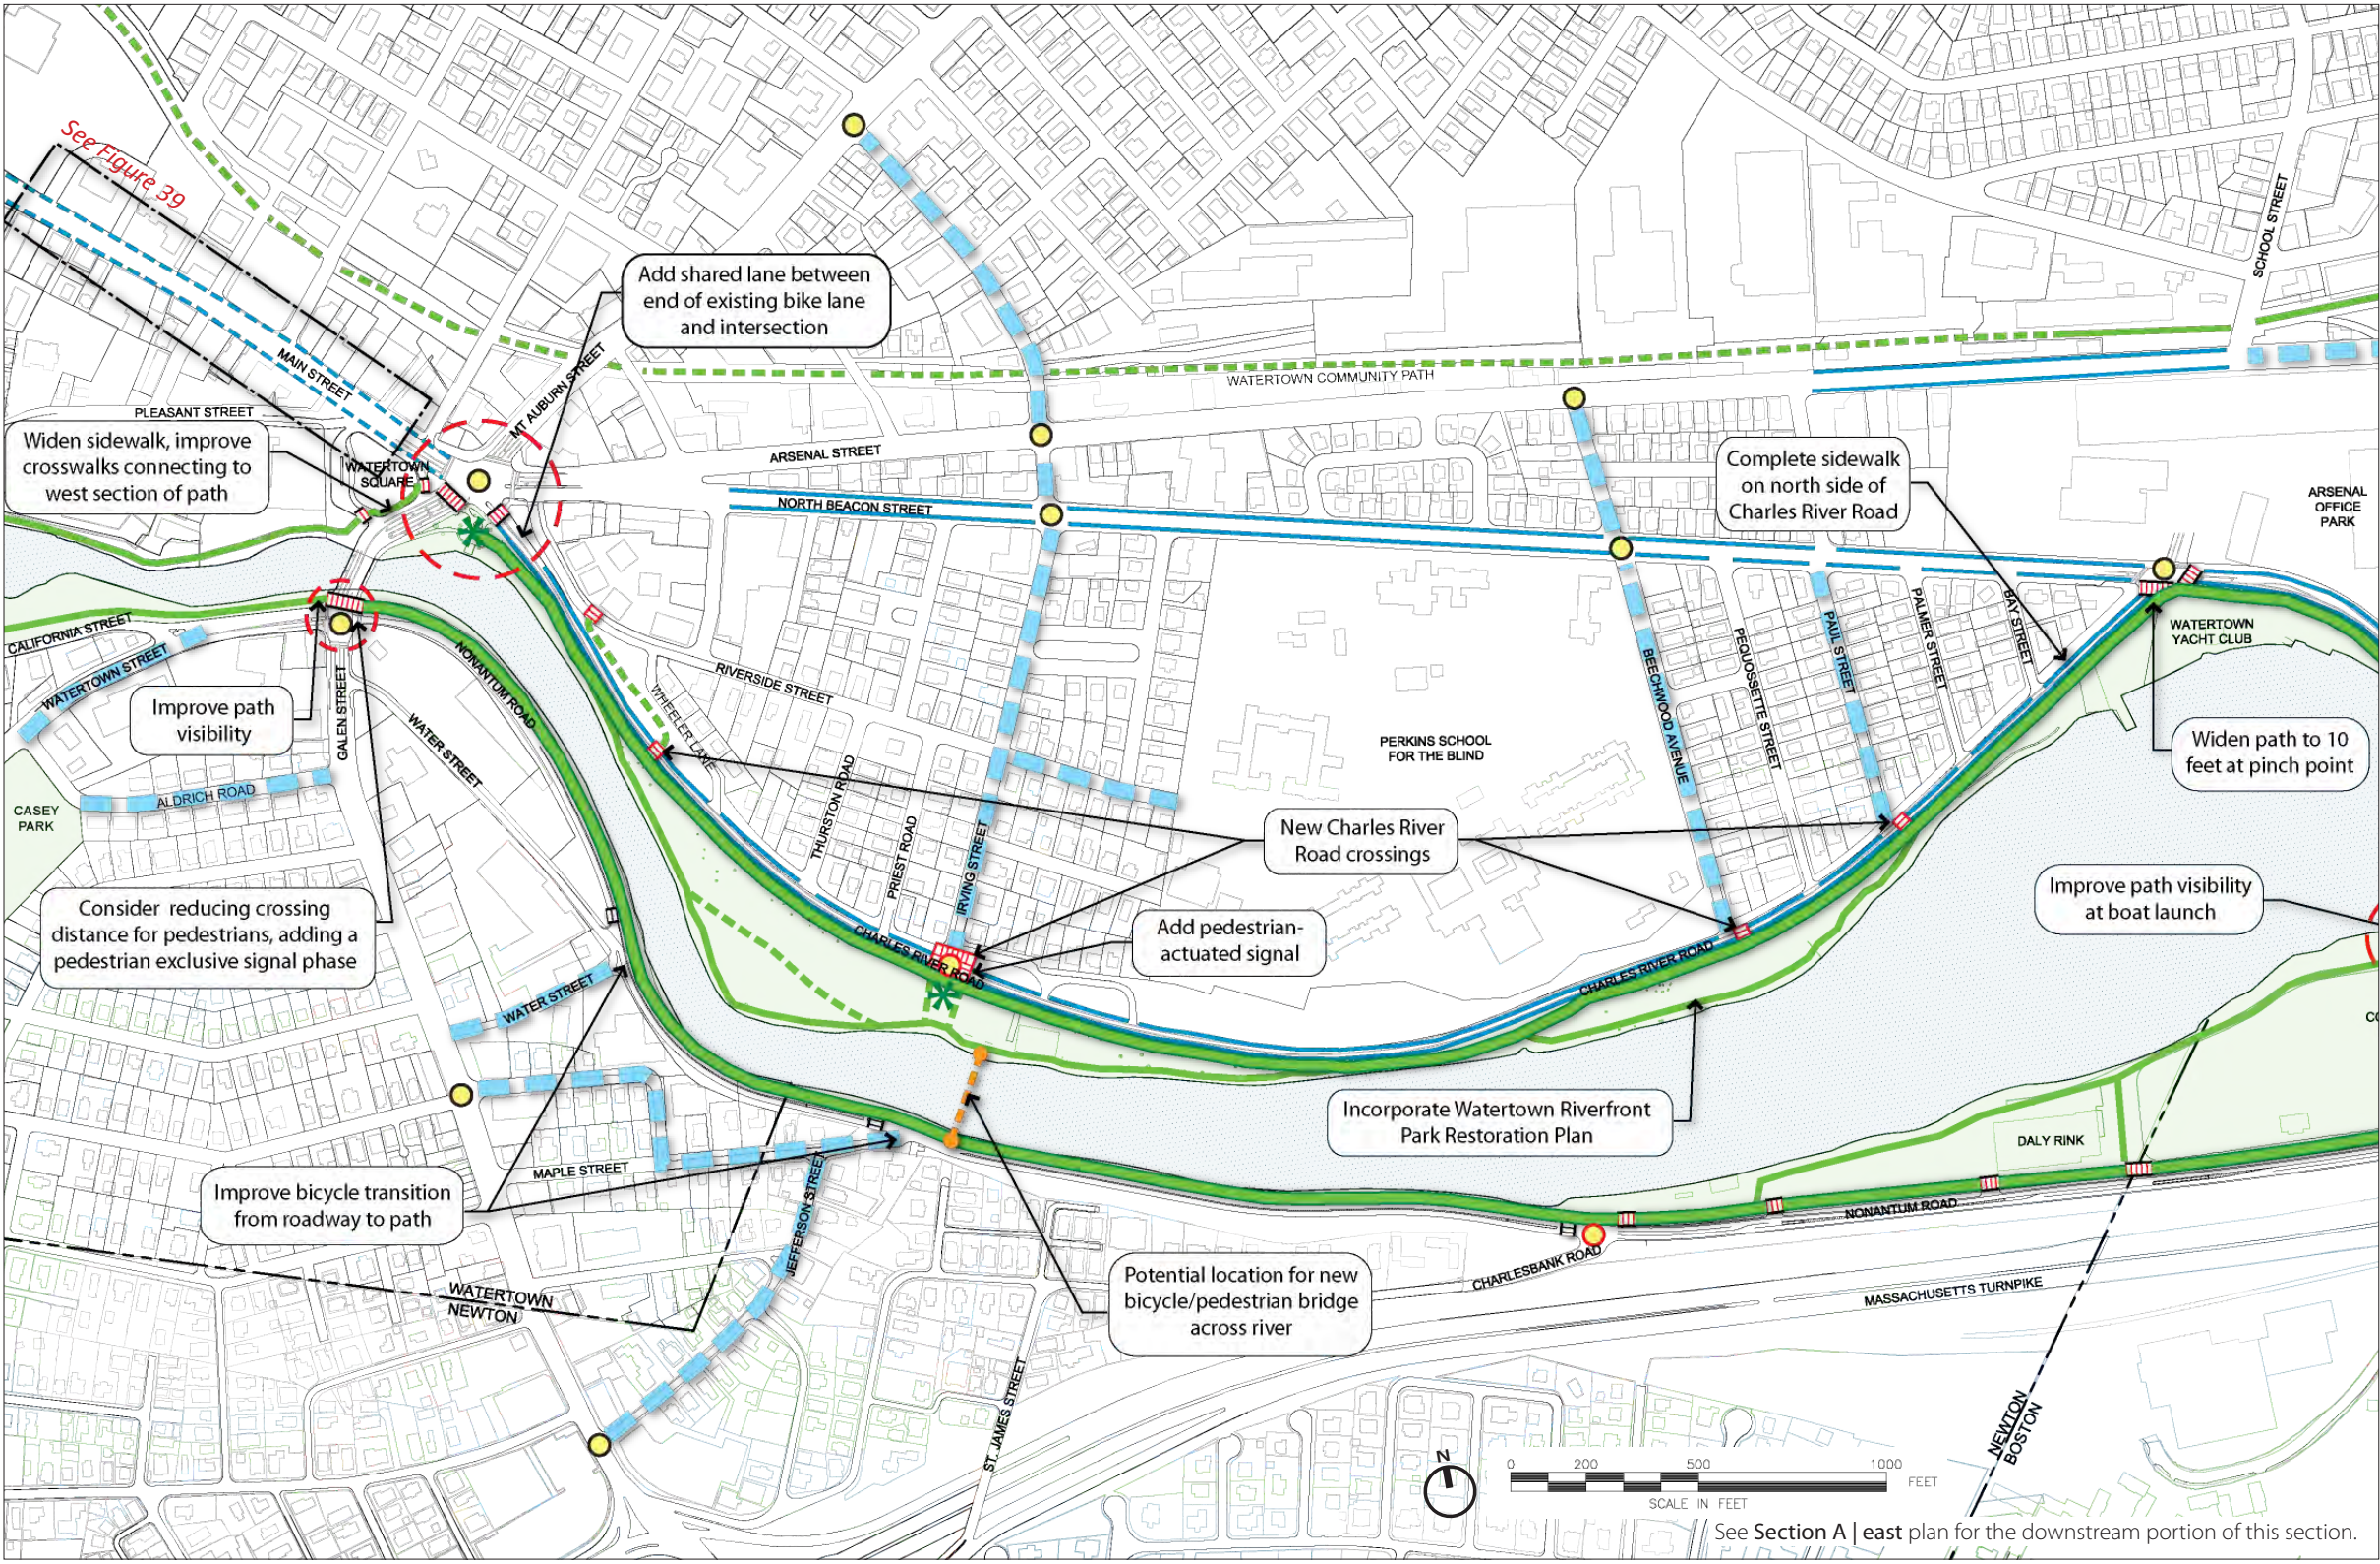 See Figure 39
MAIN STREET
PLEASANT STREET
MT AUBURN STREET
Add shared lane between
end of existing bike lane
and intersection
SCHOOL STREET
WATERTOWN COMMUNITY PATH
Widen sidewalk, improve
crosswalks connecting to
west section of path
WATERTOWN
SQUARE
ARSENAL STREET
NORTH BEACON STREET
Complete sidewalk
on north side of
Charles River Road
ARSENAL
OFFICE
PARK
CALIFORNIA STREET
WATERTOWN STREET
Improve path
visibility
GALEN STREET
NONANTUM ROAD
WATER STREET
RIVERSIDE STREET
WHEELER LANE
THURSTON ROAD
PRIEST ROAD
IRVING STREET
PERKINS SCHOOL
FOR THE BLIND
BEECHWOOD AVENUE
PEQUOSSETTE STREET
PAUL STREET
PALMER STREET
BAY STREET
WATERTOWN
YACHT CLUB
Widen path to 10
feet at pinch point
CASEY
PARK
ALDRICH ROAD
New Charles River
Road crossings
Consider reducing crossing
distance for pedestrians, adding a
pedestrian exclusive signal phase
Add pedestrian-
actuated signal
CHARLES RIVER ROAD
CHARLES RIVER ROAD
Improve path visibility
at boat launch
WATER STREET
CO
Incorporate Watertown Riverfront
Park Restoration Plan
DALY RINK
MAPLE STREET
JEFFERSON STREET
Improve bicycle transition
from roadway to path
NONANTUM ROAD
CHARLESBANK ROAD
MASSACHUSETTS TURNPIKE
WATERTOWN
NEWTON
Potential location for new
bicycle/pedestrian bridge
across river
ST. JAMES STREET
NEWTON
BOSTON
N
0 200 500 1000
FEET
SCALE IN FEET
See Section A | east plan for the downstream portion of this section.